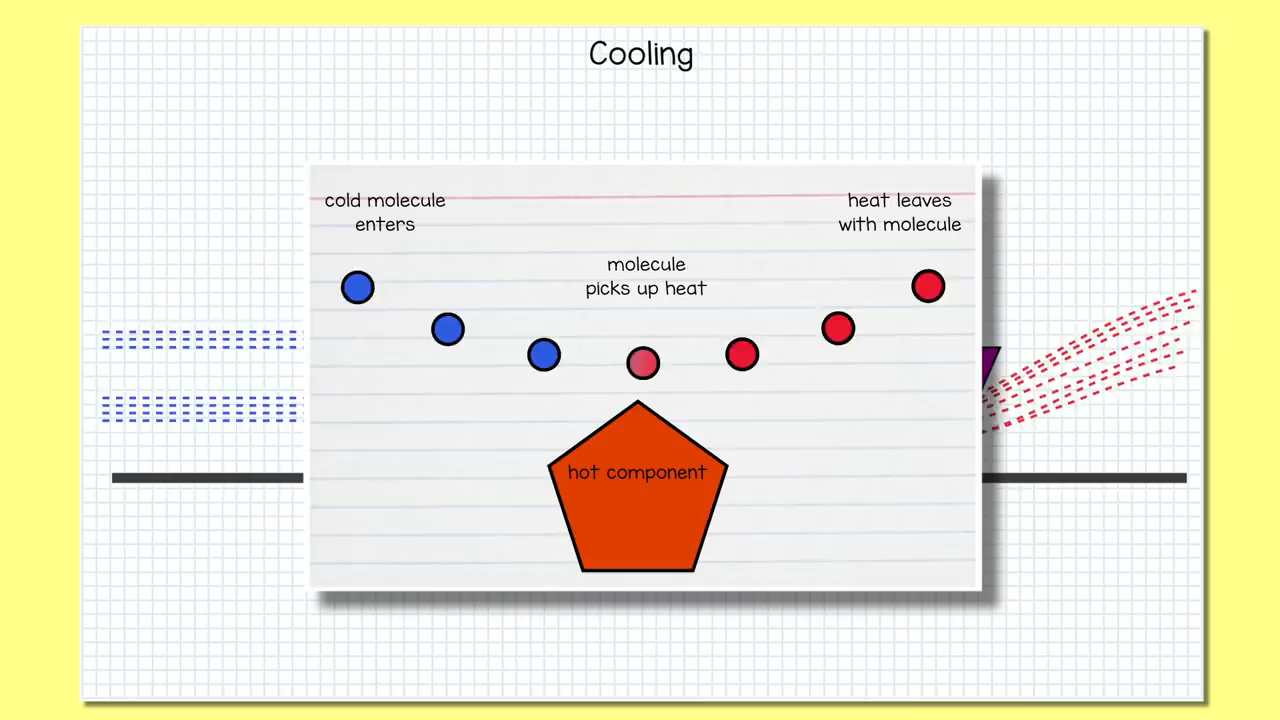 Cooling
cold molecule
enters
heat leaves
with molecule
molecule
picks up heat
hot component